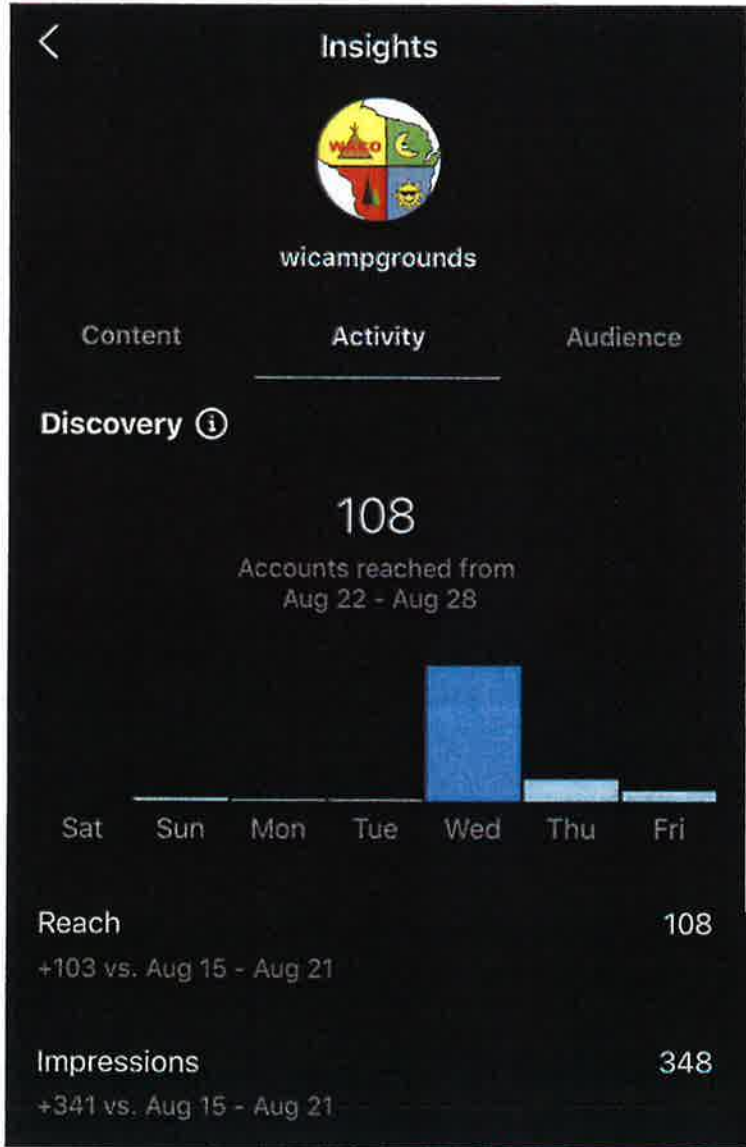 Insights
WACO
wicampgrounds
Content Activity Audience
Discovery
108
Accounts reached from
Aug 22 - Aug 28
Sat Sun Mon Tue Wed Thu Fri
Reach 108
+103 vs. Aug 15 - Aug 21
Impressions 348
+341 vs. Aug 15 - Aug 21